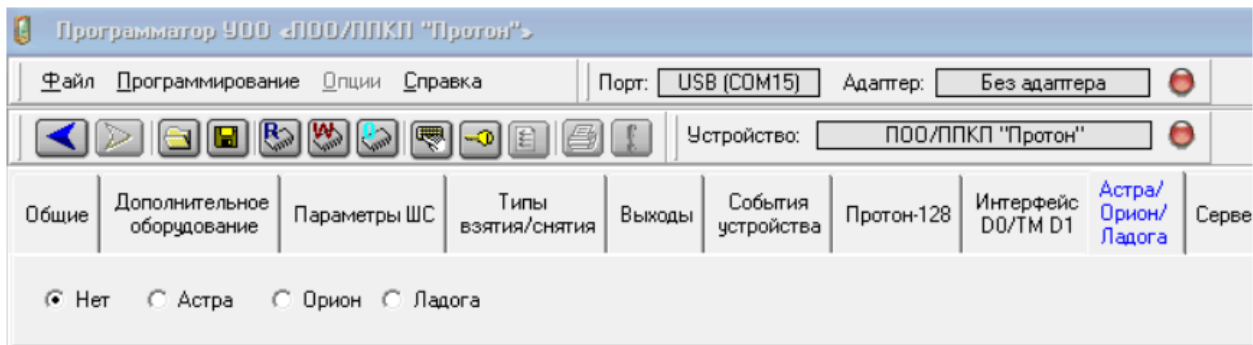 Программатор УОО «ПОО/ППКП "Протон"»
Файл Программирование Опции Справка Порт: USB (COM15) Адаптер: Без адаптера
Устройство: ПОО/ППКП "Протон"
Общие Дополнительное оборудование Параметры ШС Типы взятия/снятия Выходы События устройства Протон-128 Интерфейс D0/TM D1 Астра/Орион/Ладога Серве
Нет Астра Орион Ладога